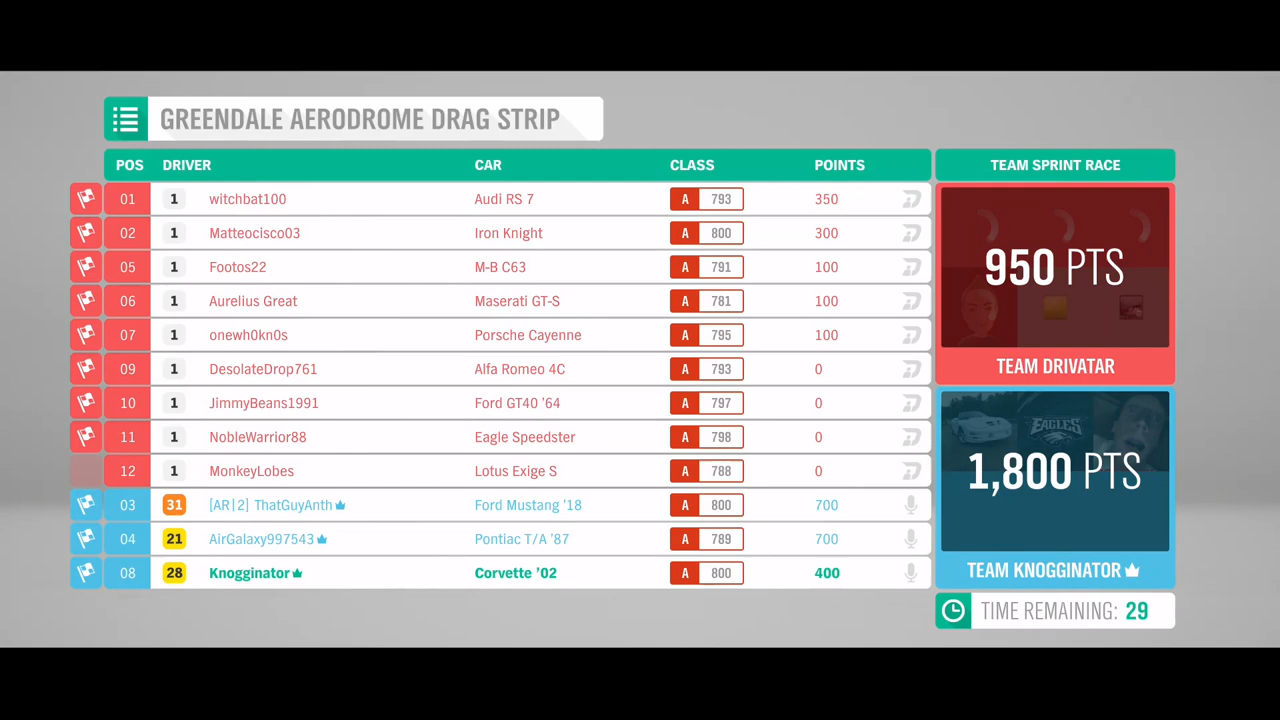 GREENDALE AERODROME DRAG STRIP
POS DRIVER CAR CLASS POINTS
01 1 witchbat100 Audi RS 7 A 793 350
02 1 Matteocisco03 Iron Knight A 800 300
05 1 Footos22 M-B C63 A 791 100
06 1 Aurelius Great Maserati GT-S A 781 100
07 1 onewh0kn0s Porsche Cayenne A 795 100
09 1 DesolateDrop761 Alfa Romeo 4C A 793 0
10 1 JimmyBeans1991 Ford GT40 '64 A 797 0
11 1 NobleWarrior88 Eagle Speedster A 798 0
12 1 MonkeyLobes Lotus Exige S A 788 0
03 31 [AR|2] ThatGuyAnth Ford Mustang '18 A 800 700
04 21 AirGalaxy997543 Pontiac T/A '87 A 789 700
08 28 Knogginator Corvette '02 A 800 400
TEAM SPRINT RACE
950 PTS
TEAM DRIVATAR
EAGLES
1,800 PTS
TEAM KNOGGINATOR
TIME REMAINING: 29